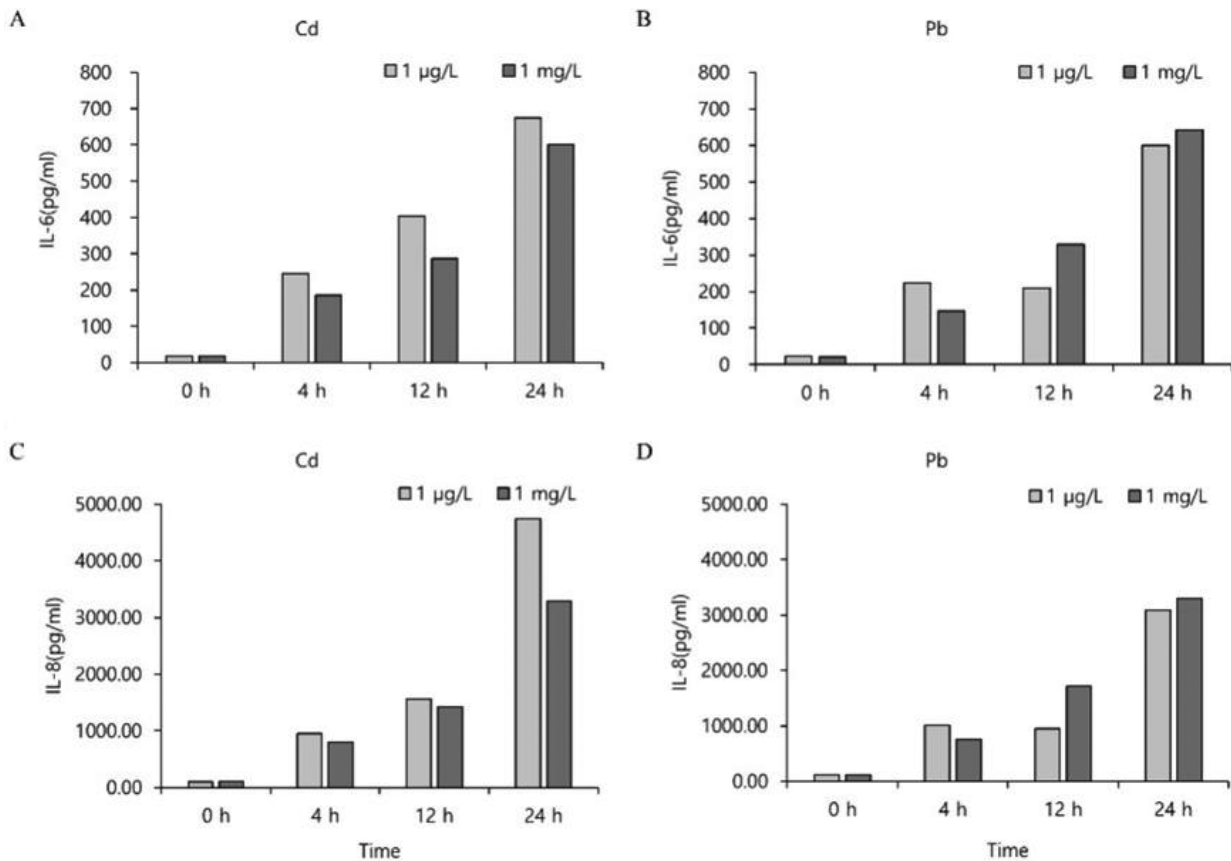 A
Cd
1 µg/L 1 mg/L
800
700
600
500
400
300
200
100
0
IL-6(pg/ml)
0 h 4 h 12 h 24 h
B
Pb
1 µg/L 1 mg/L
800
700
600
500
400
300
200
100
0
IL-6(pg/ml)
0 h 4 h 12 h 24 h
C
Cd
1 µg/L 1 mg/L
5000.00
4000.00
3000.00
2000.00
1000.00
0.00
IL-8(pg/ml)
0 h 4 h 12 h 24 h
Time
D
Pb
1 µg/L 1 mg/L
5000.00
4000.00
3000.00
2000.00
1000.00
0.00
IL-8(pg/ml)
0 h 4 h 12 h 24 h
Time